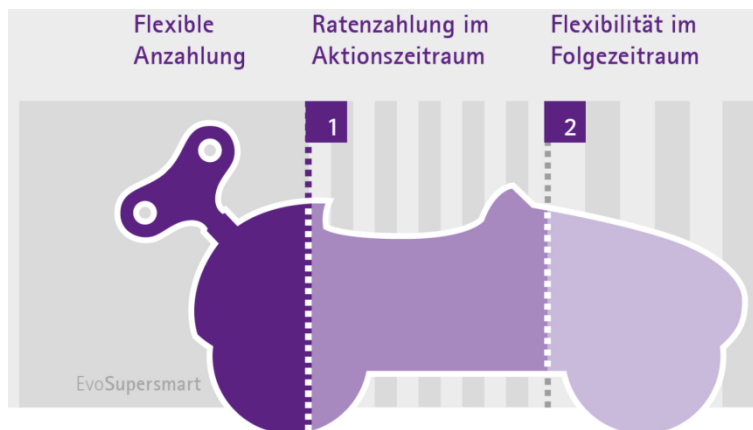 Flexible
Anzahlung
Ratenzahlung im
Aktionszeitraum
Flexibilität im
Folgezeitraum
1
2
EvoSupersmart